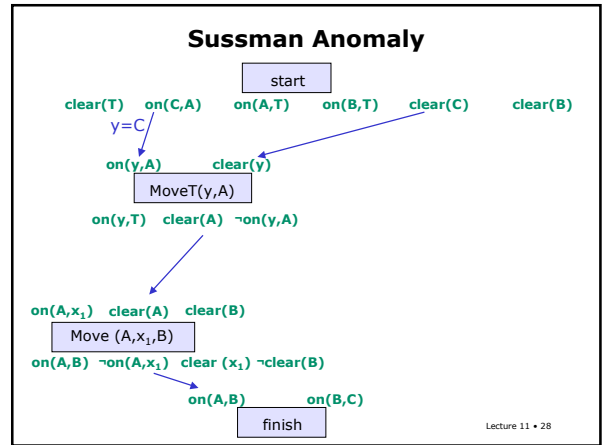 Sussman Anomaly
start
clear(T) on(C,A) on(A,T) on(B,T) clear(C) clear(B)
y=C
on(y,A) clear(y)
MoveT(y,A)
on(y,T) clear(A) ¬on(y,A)
on(A,x₁) clear(A) clear(B)
Move (A,x₁,B)
on(A,B) ¬on(A,x₁) clear (x₁) ¬clear(B)
on(A,B) on(B,C)
finish
Lecture 11 • 28